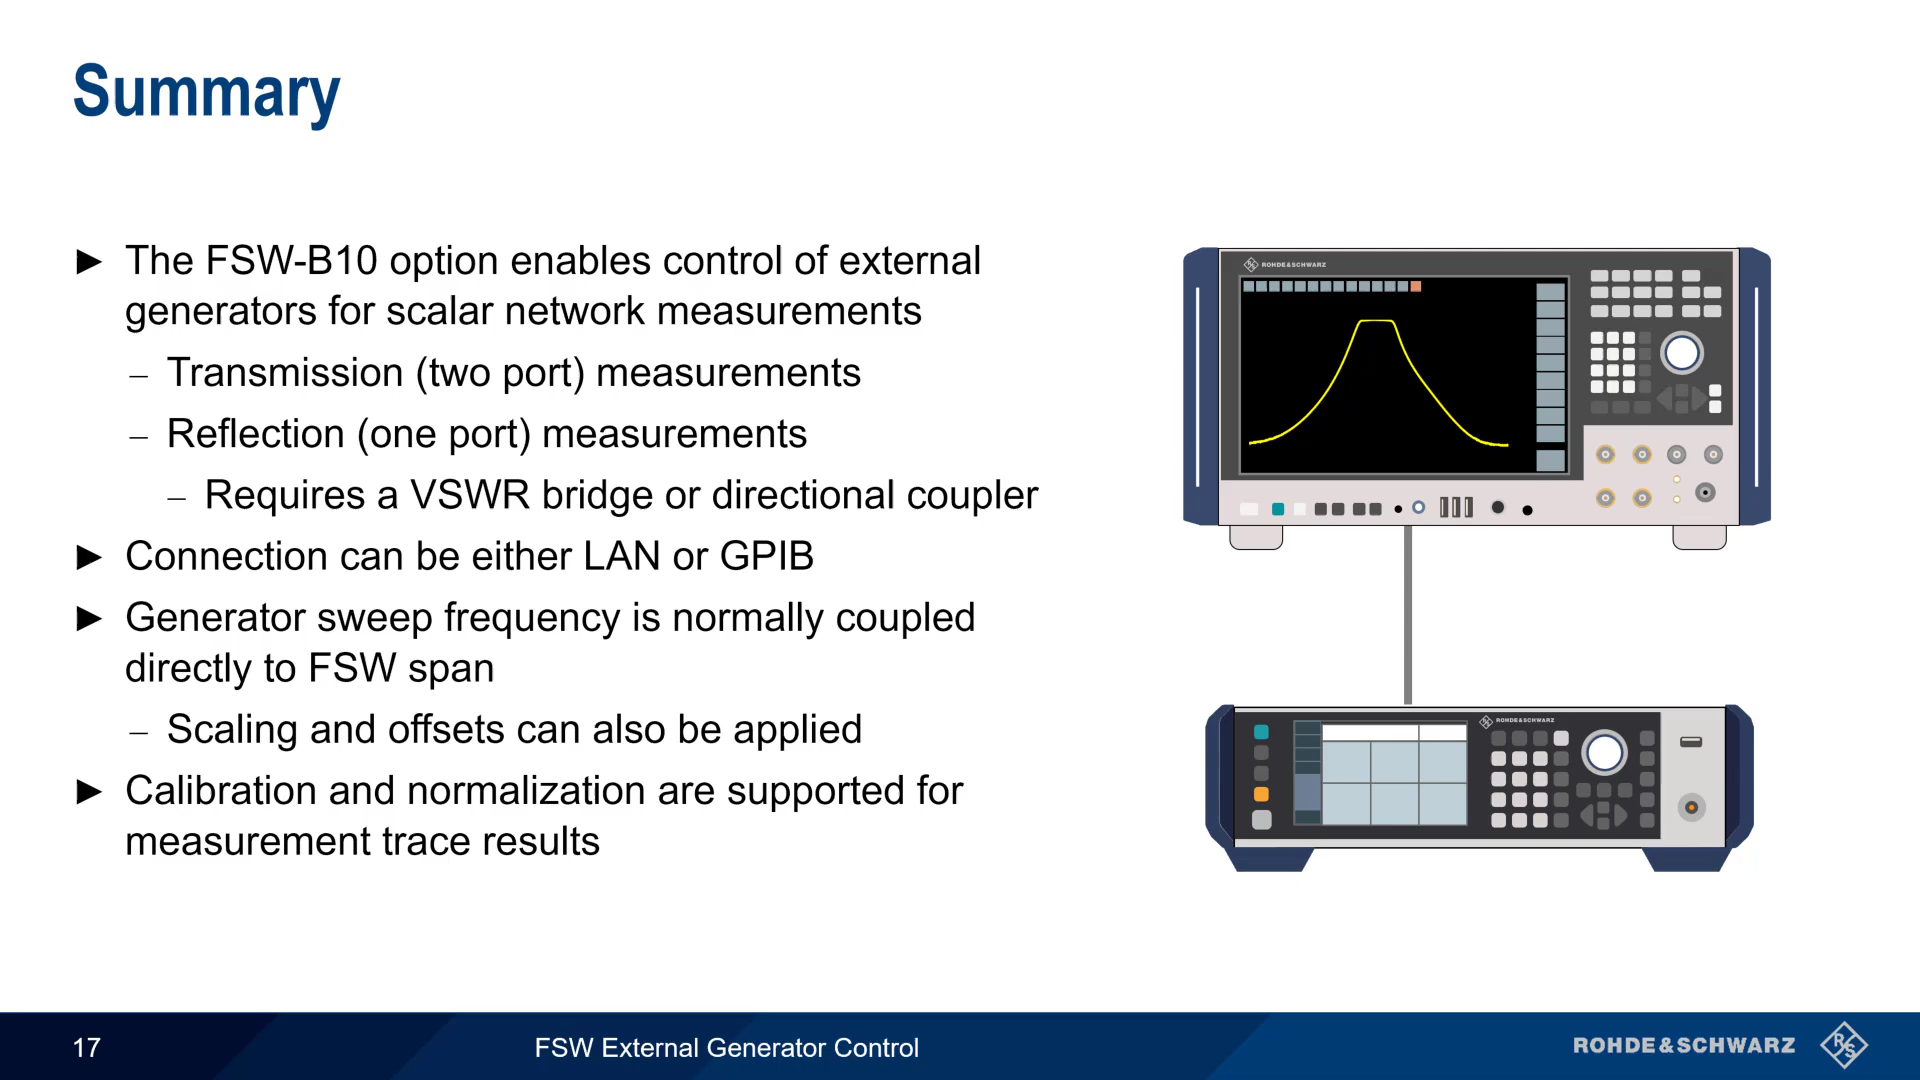 Summary
► The FSW-B10 option enables control of external
generators for scalar network measurements
– Transmission (two port) measurements
– Reflection (one port) measurements
– Requires a VSWR bridge or directional coupler
► Connection can be either LAN or GPIB
► Generator sweep frequency is normally coupled
directly to FSW span
– Scaling and offsets can also be applied
► Calibration and normalization are supported for
measurement trace results
ROHDE&SCHWARZ
ROHDE&SCHWARZ
17
FSW External Generator Control
ROHDE&SCHWARZ
R&S